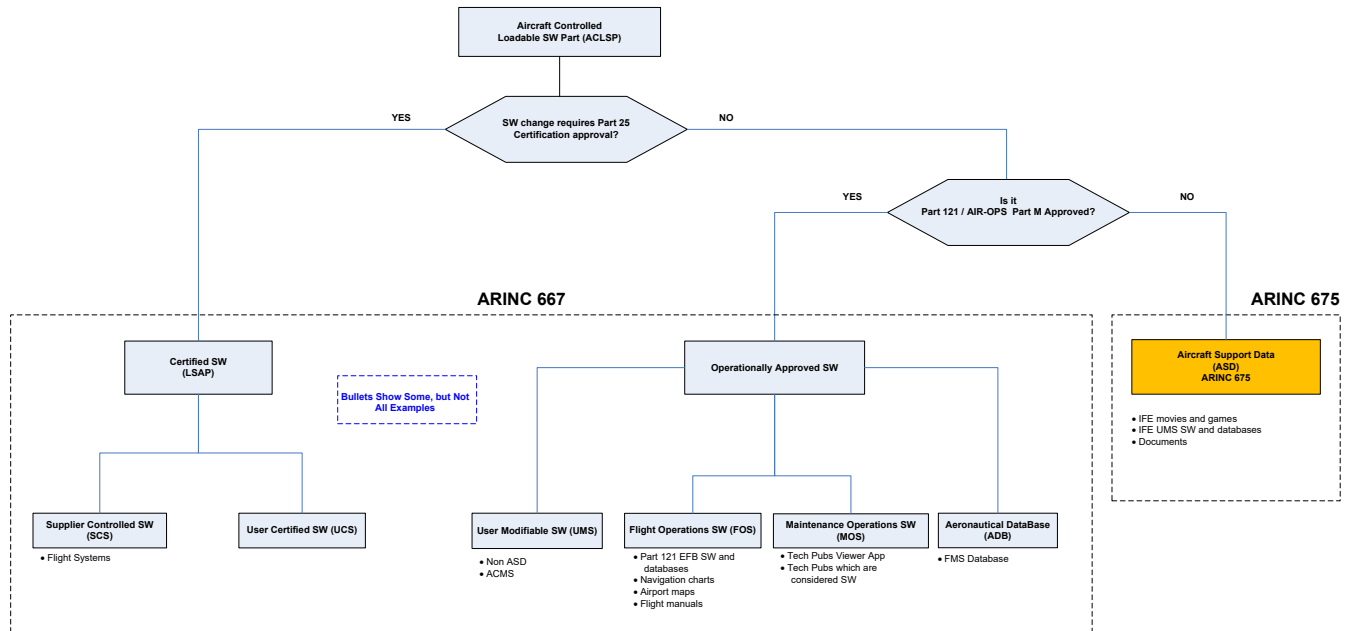 Aircraft Controlled
Loadable SW Part (ACLSP)
SW change requires Part 25
Certification approval?
YES
NO
Is it
Part 121 / AIR-OPS  Part M Approved?
YES
NO
ARINC 667
ARINC 675
Certified SW
(LSAP)
Bullets Show Some, but Not
All Examples
Operationally Approved SW
Aircraft Support Data
(ASD)
ARINC 675
• IFE movies and games
• IFE UMS SW and databases
• Documents
Supplier Controlled SW
(SCS)
• Flight Systems
User Certified SW (UCS)
User Modifiable SW (UMS)
• Non ASD
• ACMS
Flight Operations SW (FOS)
• Part 121 EFB SW and
databases
• Navigation charts
• Airport maps
• Flight manuals
Maintenance Operations SW
(MOS)
• Tech Pubs Viewer App
• Tech Pubs which are
considered SW
Aeronautical DataBase
(ADB)
• FMS Database